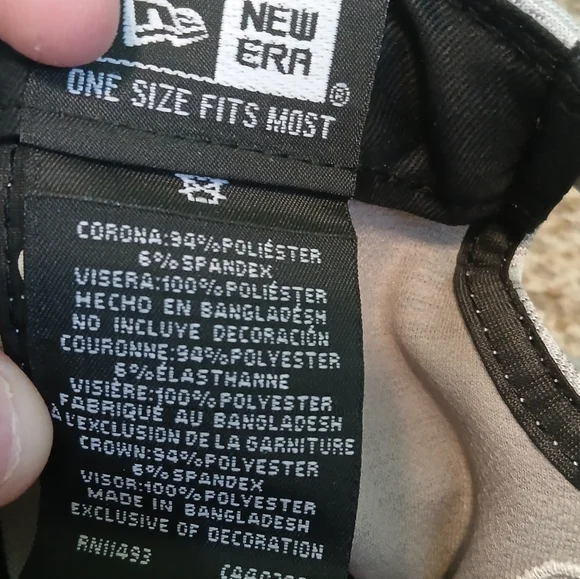 NEW
ERA
®
ONE SIZE FITS MOST
CORONA:94%POLIÉSTER
6%SPANDEX
VISERA:100%POLIÉSTER
HECHO EN BANGLADÉSH
NO INCLUYE DECORACIÓN
COURONNE:94%POLYESTER
6%ÉLASTHANNE
VISIÈRE:100%POLYESTER
FABRIQUÉ AU BANGLADESH
À L'EXCLUSION DE LA GARNITURE
CROWN:94%POLYESTER
6%SPANDEX
VISOR:100%POLYESTER
MADE IN BANGLADESH
EXCLUSIVE OF DECORATION
RN11493